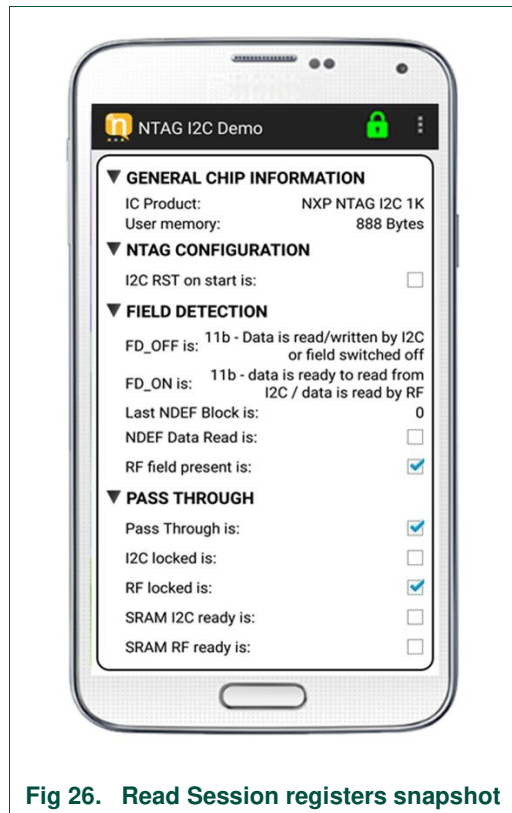 NTAG I2C Demo
▼ GENERAL CHIP INFORMATION
IC Product: NXP NTAG I2C 1K
User memory: 888 Bytes
▼ NTAG CONFIGURATION
I2C RST on start is:
▼ FIELD DETECTION
FD_OFF is: 11b - Data is read/written by I2C
or field switched off
FD_ON is: 11b - data is ready to read from
I2C / data is read by RF
Last NDEF Block is: 0
NDEF Data Read is:
RF field present is:
▼ PASS THROUGH
Pass Through is:
I2C locked is:
RF locked is:
SRAM I2C ready is:
SRAM RF ready is:
Fig 26. Read Session registers snapshot